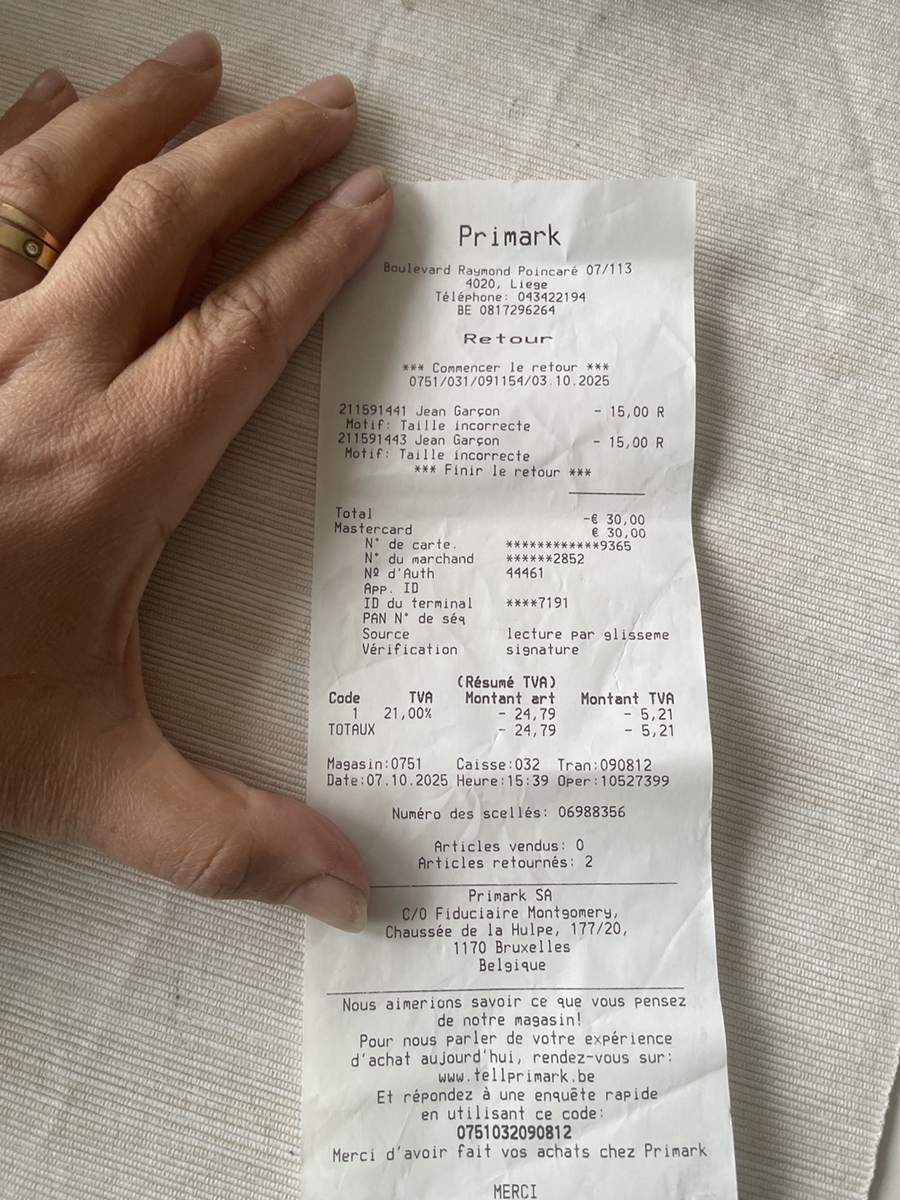 Primark
Boulevard Raymond Poincaré 07/113
4020, Liege
Téléphone: 043422194
BE 0817296264
Retour
*** Commencer le retour ***
0751/031/091154/03.10.2025
211591441 Jean Garçon - 15,00 R
Motif: Taille incorrecte
211591443 Jean Garçon - 15,00 R
Motif: Taille incorrecte
*** Finir le retour ***
Total -€ 30,00
Mastercard € 30,00
N° de carte. ************9365
N° du marchand ******2852
Nº d'Auth 44461
App. ID
ID du terminal ****7191
PAN N° de séq
Source lecture par glisseme
Vérification signature
(Résumé TVA)
Code TVA Montant art Montant TVA
1 21,00% - 24,79 - 5,21
TOTAUX - 24,79 - 5,21
Magasin:0751 Caisse:032 Tran:090812
Date:07.10.2025 Heure:15:39 Oper:10527399
Numéro des scellés: 06988356
Articles vendus: 0
Articles retournés: 2
Primark SA
C/O Fiduciaire Montgomery,
Chaussée de la Hulpe, 177/20,
1170 Bruxelles
Belgique
Nous aimerions savoir ce que vous pensez
de notre magasin!
Pour nous parler de votre expérience
d'achat aujourd'hui, rendez-vous sur:
www.tellprimark.be
Et répondez à une enquête rapide
en utilisant ce code:
0751032090812
Merci d'avoir fait vos achats chez Primark
MERCI